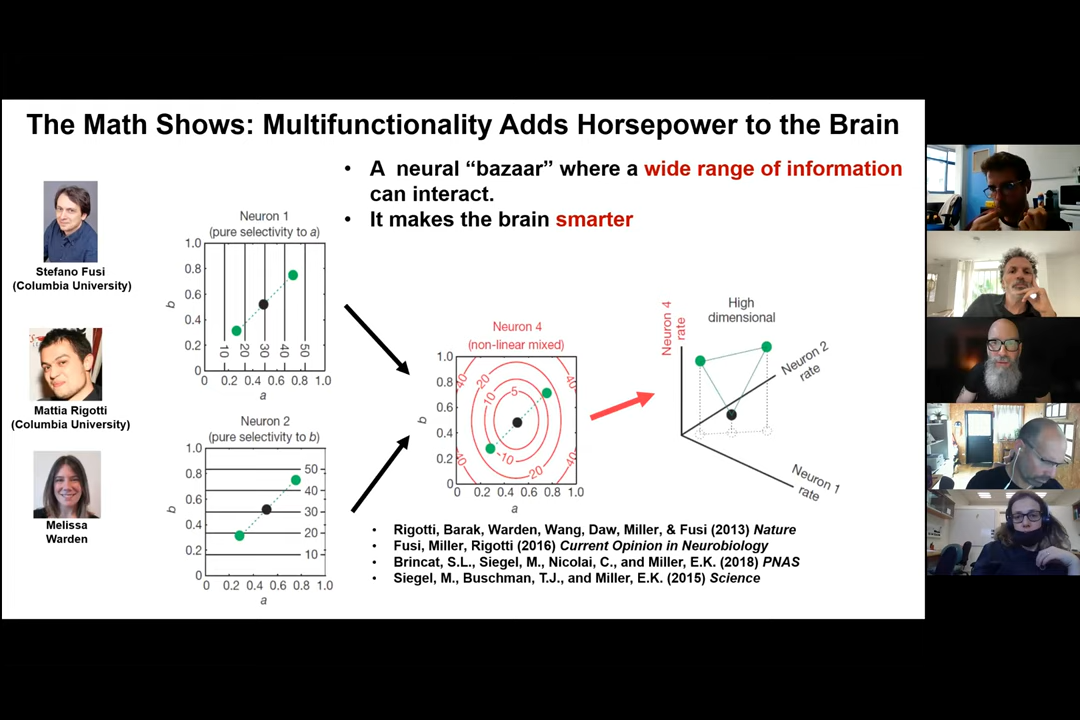 The Math Shows: Multifunctionality Adds Horsepower to the Brain
• A neural “bazaar” where a wide range of information
can interact.
• It makes the brain smarter
Stefano Fusi
(Columbia University)
Mattia Rigotti
(Columbia University)
Melissa
Warden
Neuron 1
(pure selectivity to a)
1.0
0.8
0.6
0.4
0.2
0
b
10 20 30 40 50
0 0.2 0.4 0.6 0.8 1.0
a
Neuron 2
(pure selectivity to b)
1.0
0.8
0.6
0.4
0.2
0
b
50
40
30
20
10
0 0.2 0.4 0.6 0.8 1.0
a
Neuron 4
(non-linear mixed)
1.0
0.8
0.6
0.4
0.2
0
b
40 20 10 5 40
40 10 20 40
0.2 0.4 0.6 0.8 1.0
a
High
dimensional
Neuron 4
rate
Neuron 2
rate
Neuron 1
rate
• Rigotti, Barak, Warden, Wang, Daw, Miller, & Fusi (2013) Nature
• Fusi, Miller, Rigotti (2016) Current Opinion in Neurobiology
• Brincat, S.L., Siegel, M., Nicolai, C., and Miller, E.K. (2018) PNAS
• Siegel, M., Buschman, T.J., and Miller, E.K. (2015) Science